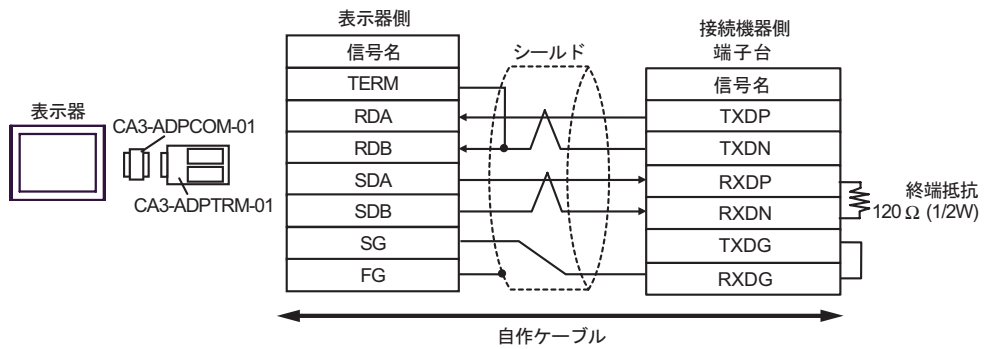 表示器
CA3-ADPCOM-01
CA3-ADPTRM-01
表示器側
信号名
TERM
RDA
RDB
SDA
SDB
SG
FG
シールド
接続機器側
端子台
信号名
TXDP
TXDN
RXDP
RXDN
TXDG
RXDG
終端抵抗
120 Ω (1/2W)
自作ケーブル